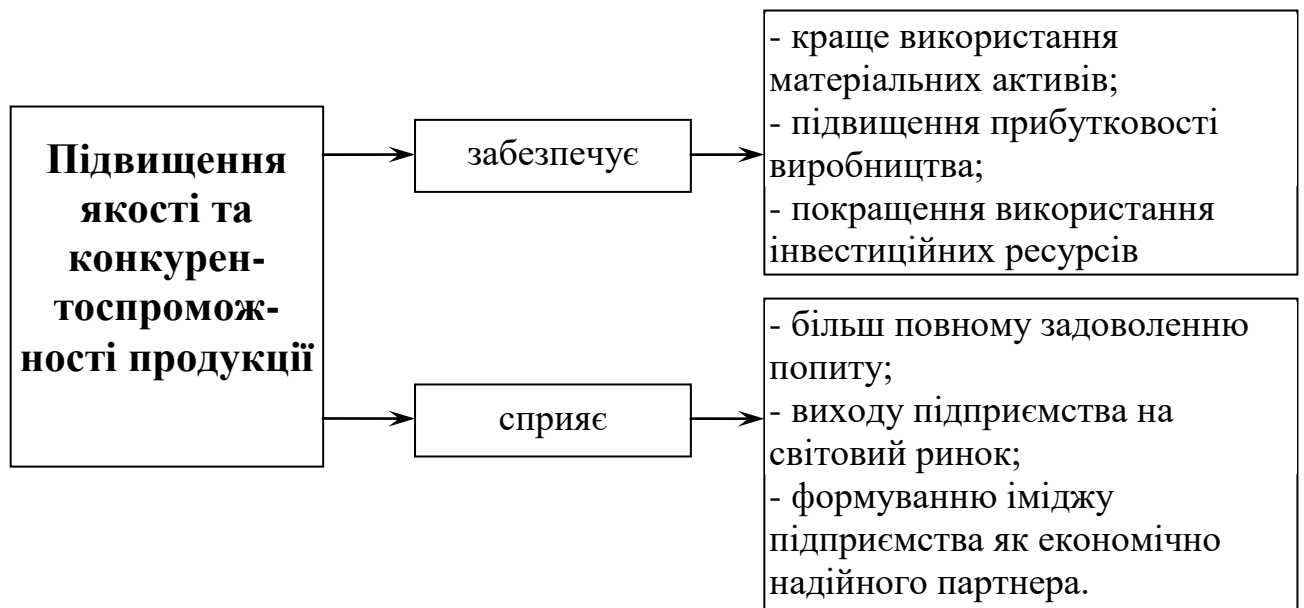 Підвищення
якості та
конкурен-
тоспромож-
ності продукції
забезпечує
- краще використання
матеріальних активів;
- підвищення прибутковості
виробництва;
- покращення використання
інвестиційних ресурсів
сприяє
- більш повному задоволенню
попиту;
- виходу підприємства на
світовий ринок;
- формуванню іміджу
підприємства як економічно
надійного партнера.